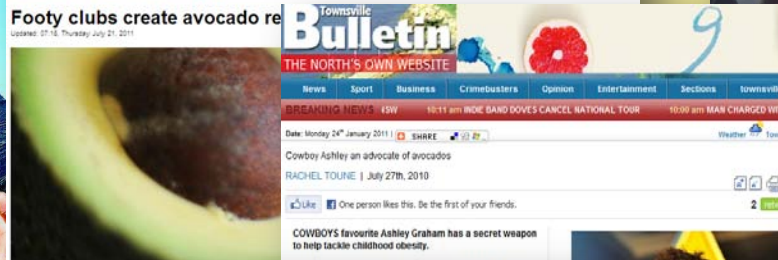 Footy clubs create avocado re
Updated: 07:18, Thursday July 21, 2011
Townsville
Bulletin
THE NORTH'S OWN WEBSITE
News Sport Business Crimebusters Opinion Entertainment Sections townsvill
BREAKING NEWS 10:11 am INDIE BAND DOVES CANCEL NATIONAL TOUR 10:00 am MAN CHARGED WI
Date: Monday 24th January 2011 | SHARE
Weather Tow
Cowboy Ashley an advocate of avocados
RACHEL TOUNE | July 27th, 2010
Like One person likes this. Be the first of your friends.
2
COWBOYS favourite Ashley Graham has a secret weapon
to help tackle childhood obesity.